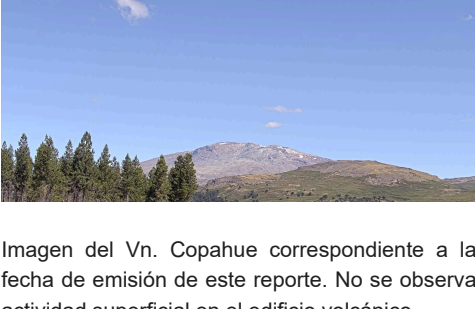 Imagen del Vn. Copahue correspondiente a la
fecha de emisión de este reporte. No se observa
actividad superficial en el edificio volcánico